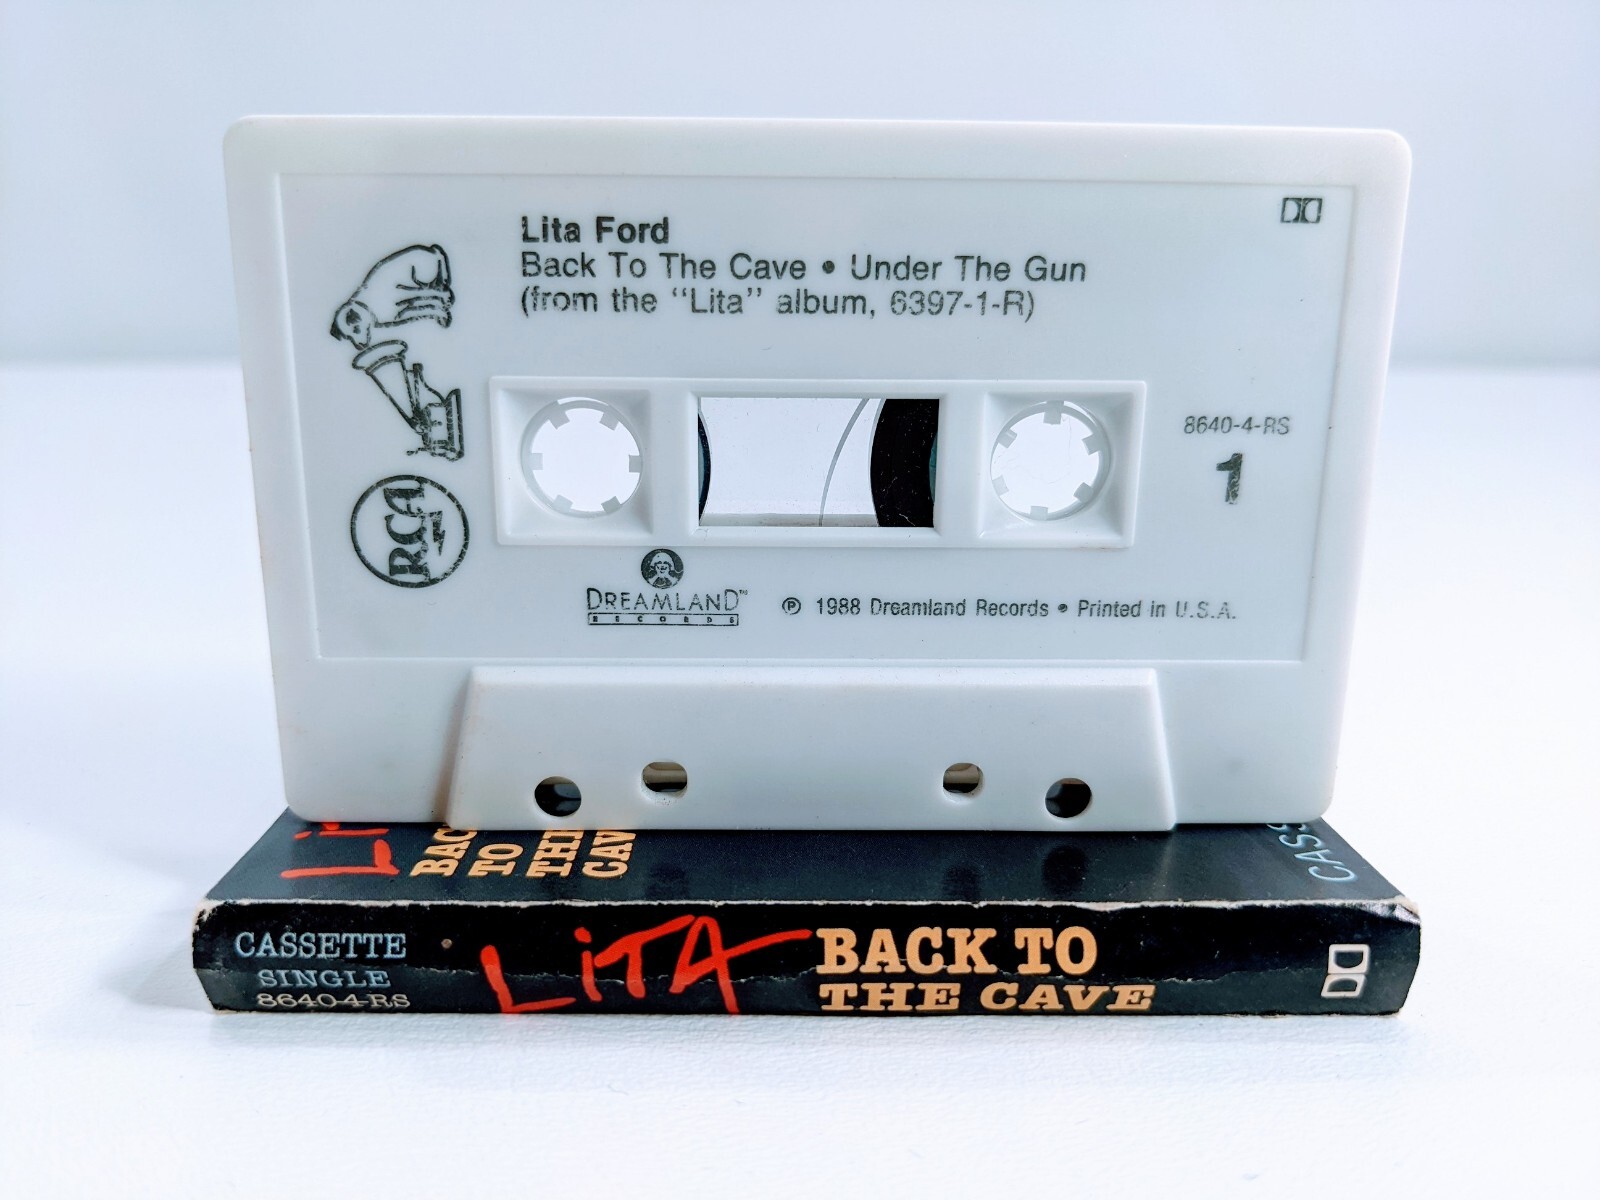 Lita Ford
Back To The Cave • Under The Gun
(from the “Lita” album, 6397-1-R)
8640-4-RS
1
RCA
DREAMLAND™
RECORDS
℗ 1988 Dreamland Records • Printed in U.S.A.
BACK
TO
THE
CASSETTE
SINGLE
8640-4-RS
LiTA
BACK TO
THE CAVE